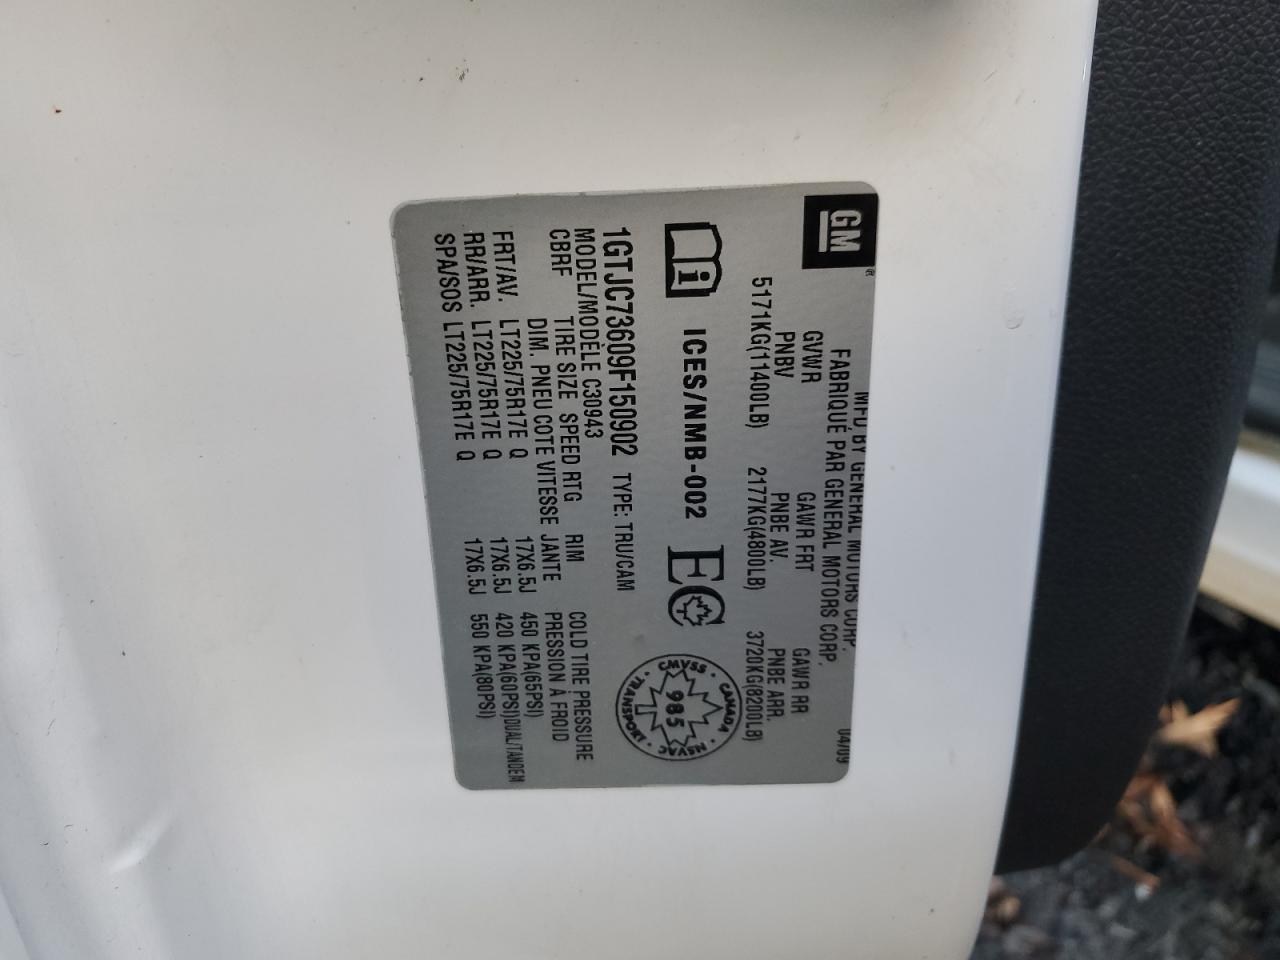 GM®
MFD BY GENERAL MOTORS CORP. 04/09
FABRIQUÉ PAR GENERAL MOTORS CORP.
GVWR GAWR FRT GAWR RR
PNBV PNBE AV. PNBE ARR.
5171KG(11400LB) 2177KG(4800LB) 3720KG(8200LB)
i ICES/NMB-002 EC
CANADA · NSVAC · TRANSPORT · CMVSS ·
985
1GTJC73609F150902 TYPE: TRU/CAM
MODEL/MODÈLE C30943
CBRF TIRE SIZE SPEED RTG RIM COLD TIRE PRESSURE
DIM. PNEU COTE VITESSE JANTE PRESSION À FROID
FRT/AV. LT225/75R17E Q 17X6.5J 450 KPA(65PSI)
RR/ARR. LT225/75R17E Q 17X6.5J 420 KPA(60PSI)DUAL/TANDEM
SPA/SOS LT225/75R17E Q 17X6.5J 550 KPA(80PSI)